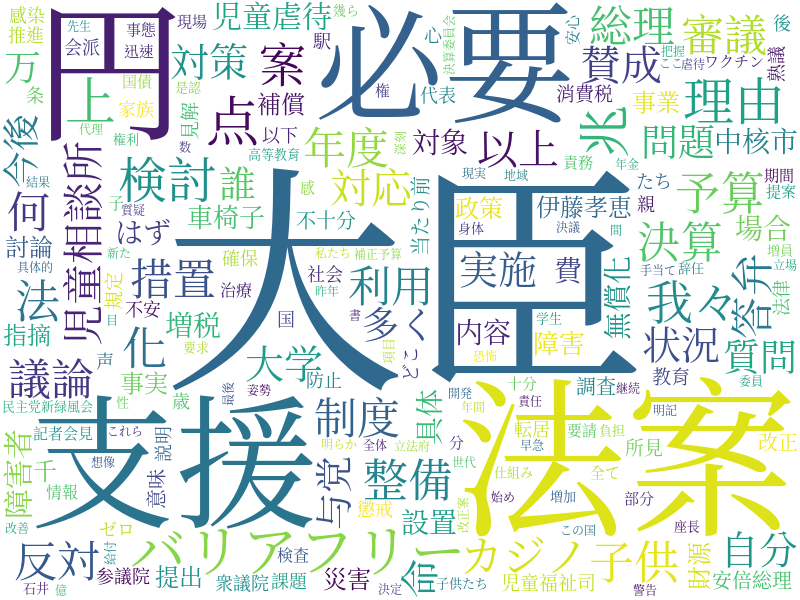 感染
推進
円
現場
児童虐待
幾ら
先生
事態
会派
迅速
万
対策
案
駅
必要
心
決算委員会
総理
安心
審議
後
把握
ここ
虐待
ワクチン
熟議
条
国債
家族
上
是認
見解
補償
権
代表
消費税
賛成
事業
理由
代理
権利
数
点
以下
兆
今後
児童相談所
高等教育
年度
対象
深刻
以上
問題
中核市
結果
子
質疑
検討
誰
感
対応
現実
地域
責務
年金
期間
提案
たち
親
予算
何
討論
具体的
新た
はず
車椅子
不十分
当たり前
政策
身体
伊藤孝恵
決議
間
場合
増員
立場
確保
私たち
補正予算
大臣
実施
費
無償化
決算
手当て
辞任
法律
法
規定
不安
措置
治療
社会
昨年
利用
我々
答弁
指摘
目
声
化
増税
国
書
多く
どこ
内容
障害
学生
状況
質問
議論
事実
要求
大学
防止
項目
恐怖
教育
委員
民主党新緑風会
性
歳
最後
姿勢
制度
具体
開発
十分
調査
継続
年間
責任
明記
記者会見
これら
支援
明らか
全体
立法府
分
転居
要請
負担
法案
障害者
千
説明
意味
与党
整備
早急
所見
改正
情報
想像
世代
仕組み
全て
懲戒
設置
改正案
始め
増加
部分
座長
改善
ゼロ
給付
反対
バリアフリー
カジノ
子供
この国
財源
自分
石井
億
参議院
検査
提出
決定
衆議院
課題
災害
命
子供たち
児童福祉司
警告
安倍総理